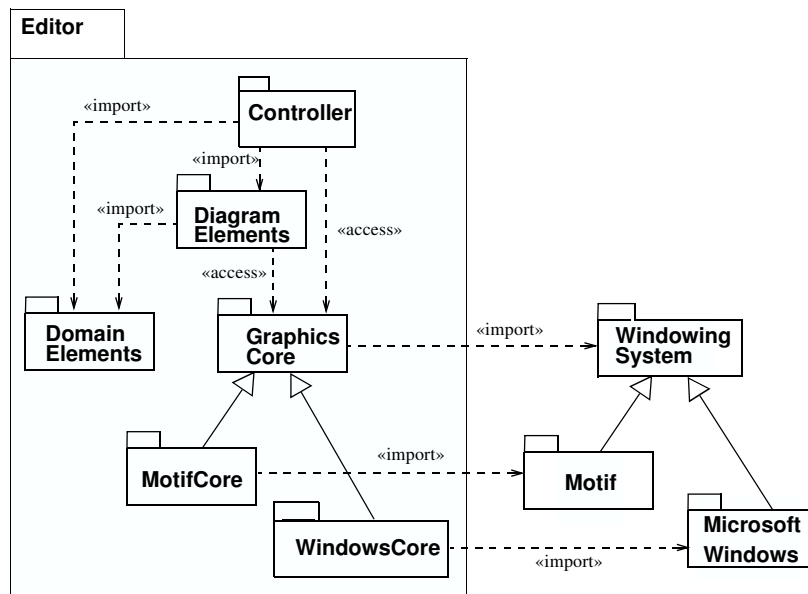 Editor
«import»
Controller
«import»
«import»
Diagram
Elements
«access»
«access»
Domain
Elements
Graphics
Core
«import»
Windowing
System
MotifCore
«import»
Motif
WindowsCore
«import»
Microsoft
Windows